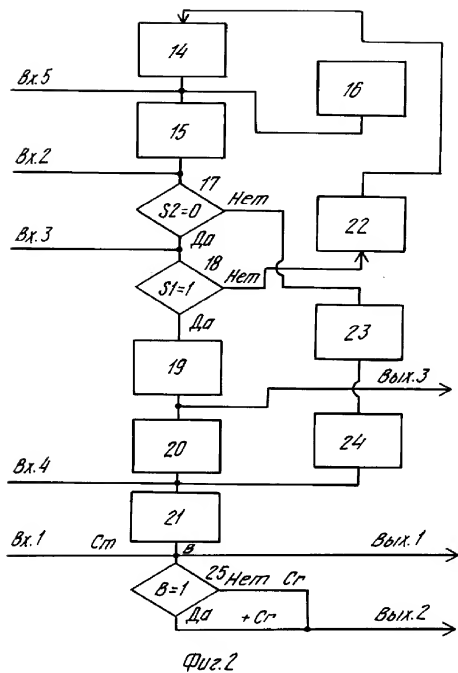 14
Вх.5
16
15
Вх.2
17
Нет
S2=0
22
Вх.3
Да
18
Нет
S1=1
Да
23
19
Вых.3
20
24
Вх.4
21
Вх.1
Ст
в
Вых.1
25
Нет
Cr
B=1
Да
+Cr
Вых.2
Фиг.2